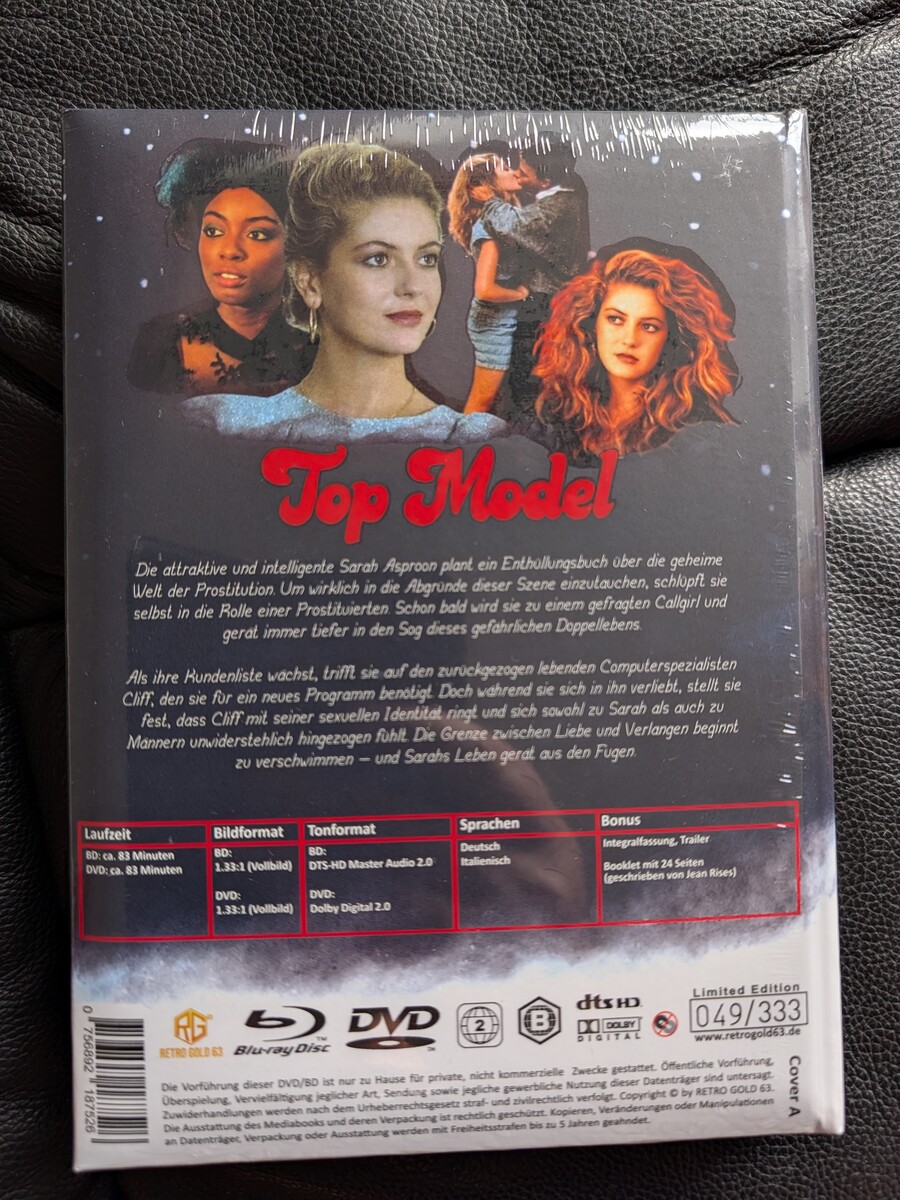 Top Model
Die attraktive und intelligente Sarah Asproon plant ein Enthüllungsbuch über die geheime
Welt der Prostitution. Um wirklich in die Abgründe dieser Szene einzutauchen, schlüpft sie
selbst in die Rolle einer Prostituierten. Schon bald wird sie zu einem gefragten Callgirl und
gerät immer tiefer in den Sog dieses gefährlichen Doppellebens.
Als ihre Kundenliste wächst, trifft sie auf den zurückgezogen lebenden Computerspezialisten
Cliff, den sie für ein neues Programm benötigt. Doch während sie sich in ihn verliebt, stellt sie
fest, dass Cliff mit seiner sexuellen Identität ringt und sich sowohl zu Sarah als auch zu
Männern unwiderstehlich hingezogen fühlt. Die Grenze zwischen Liebe und Verlangen beginnt
zu verschwimmen – und Sarahs Leben gerät aus den Fugen.
Laufzeit
BD: ca. 83 Minuten
DVD: ca. 83 Minuten
Bildformat
BD:
1.33:1 (Vollbild)
DVD:
1.33:1 (Vollbild)
Tonformat
BD:
DTS-HD Master Audio 2.0
DVD:
Dolby Digital 2.0
Sprachen
Deutsch
Italienisch
Bonus
Integralfassung, Trailer
Booklet mit 24 Seiten
(geschrieben von Jean Rises)
0 756892 187526
RG
RETRO GOLD 63
Blu-ray Disc™
DVD
2
B
dts HD
DOLBY
DIGITAL
Limited Edition
049/333
www.retrogold63.de
Cover A
Die Vorführung dieser DVD/BD ist nur zu Hause für private, nicht kommerzielle Zwecke gestattet. Öffentliche Vorführung,
Überspielung, Vervielfältigung jeglicher Art, Sendung sowie jegliche gewerbliche Nutzung dieser Datenträger sind untersagt.
Zuwiderhandlungen werden nach dem Urheberrechtsgesetz straf- und zivilrechtlich verfolgt. Copyright © by RETRO GOLD 63.
Die Ausstattung des Mediabooks und deren Verpackung ist rechtlich geschützt. Kopieren, Veränderungen oder Manipulationen
an Datenträger, Verpackung oder Ausstattung werden mit Freiheitsstrafen bis zu 5 Jahren geahndet.